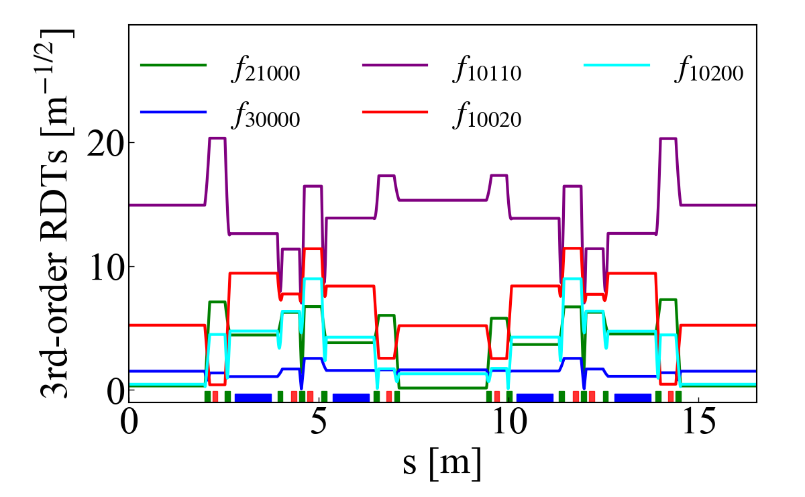 3rd-order RDTs [m⁻¹/²]
f₂₁₀₀₀ f₁₀₁₁₀ f₁₀₂₀₀
f₃₀₀₀₀ f₁₀₀₂₀
20
10
0
0 5 10 15
s [m]